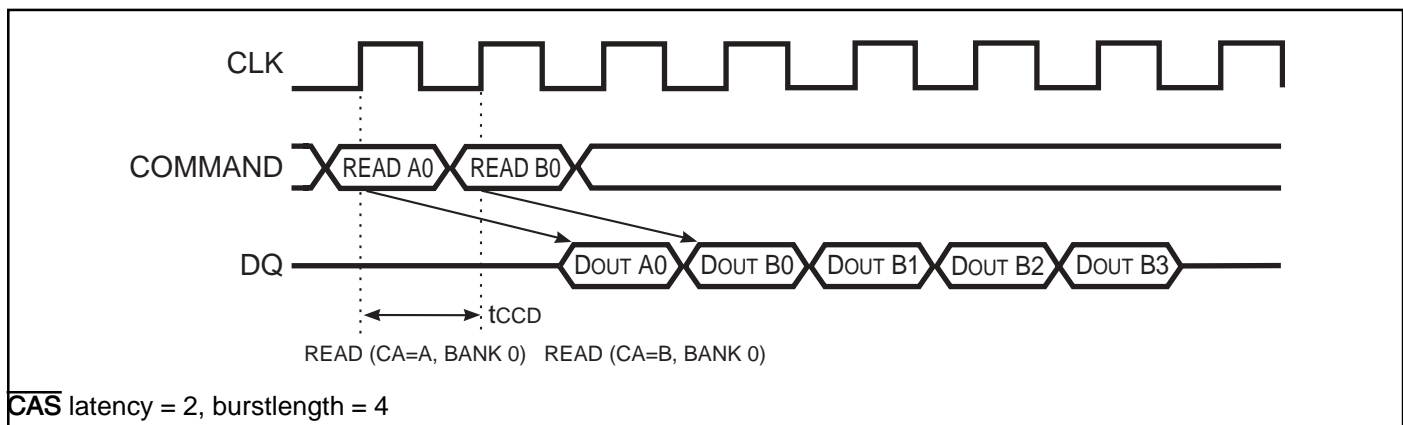 CLK
COMMAND READ A0 READ B0
DQ DOUT A0 DOUT B0 DOUT B1 DOUT B2 DOUT B3
tCCD
READ (CA=A, BANK 0) READ (CA=B, BANK 0)
CAS latency = 2, burstlength = 4